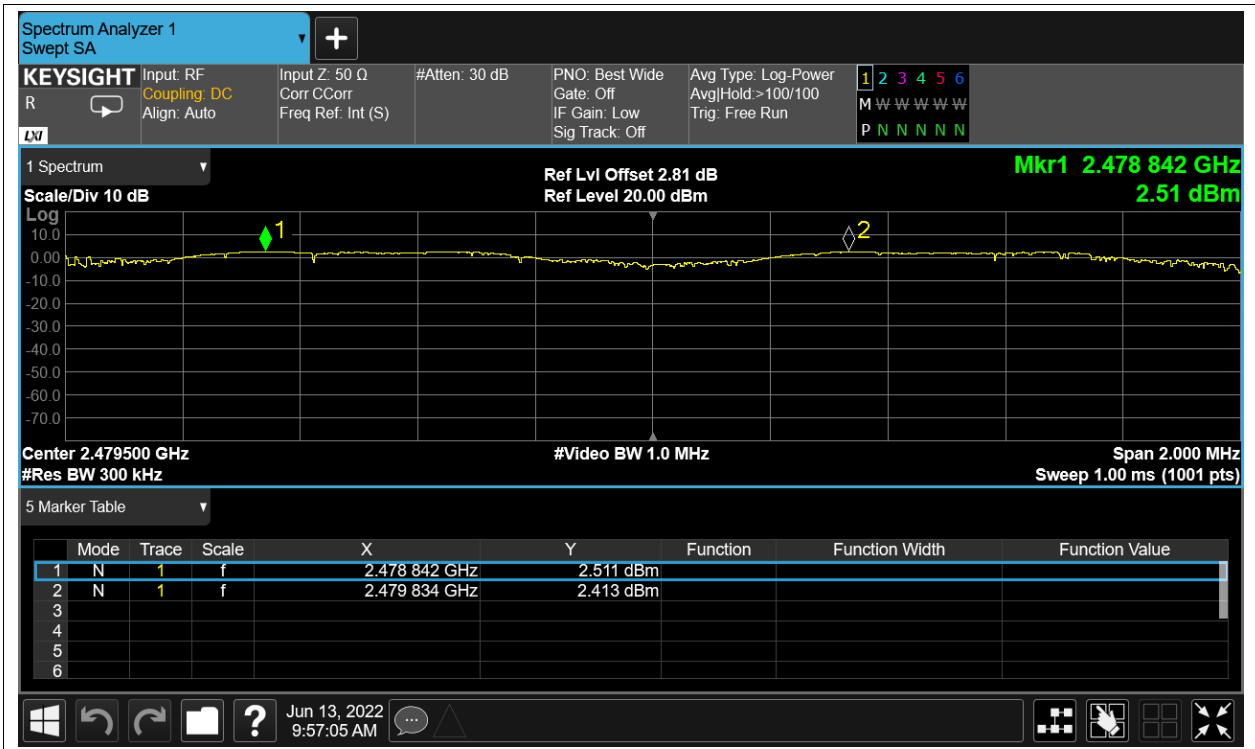 Spectrum Analyzer 1
Swept SA
KEYSIGHT
R
LXI
Input: RF
Coupling: DC
Align: Auto
Input Z: 50 Ω
Corr CCorr
Freq Ref: Int (S)
#Atten: 30 dB
PNO: Best Wide
Gate: Off
IF Gain: Low
Sig Track: Off
Avg Type: Log-Power
Avg|Hold:>100/100
Trig: Free Run
1 2 3 4 5 6
M W W W W W
P N N N N N
1 Spectrum
Scale/Div 10 dB
Ref Lvl Offset 2.81 dB
Ref Level 20.00 dBm
Mkr1 2.478 842 GHz
2.51 dBm
Log
10.0
0.00
-10.0
-20.0
-30.0
-40.0
-50.0
-60.0
-70.0
1
2
Center 2.479500 GHz
#Res BW 300 kHz
#Video BW 1.0 MHz
Span 2.000 MHz
Sweep 1.00 ms (1001 pts)
5 Marker Table
Mode Trace Scale X Y Function Function Width Function Value
1 N 1 f 2.478 842 GHz 2.511 dBm
2 N 1 f 2.479 834 GHz 2.413 dBm
3
4
5
6
?
Jun 13, 2022
9:57:05 AM